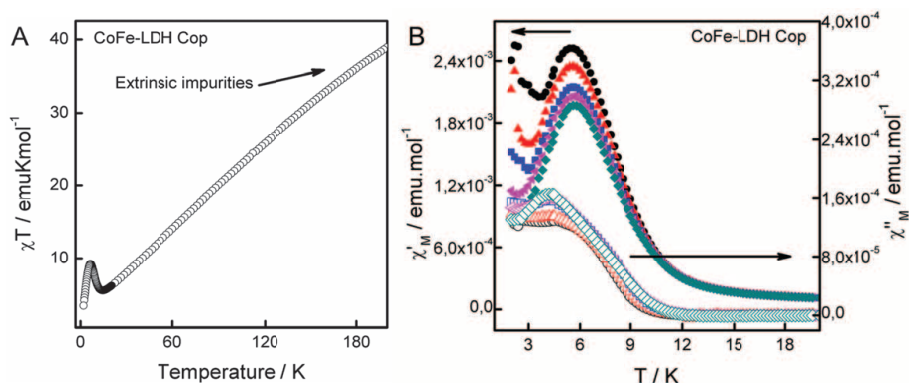 A
CoFe-LDH Cop
Extrinsic impurities
χT / emuKmol⁻¹
40
30
20
10
0
60
120
180
Temperature / K
B
CoFe-LDH Cop
χ'M / emu.mol⁻¹
2,4x10⁻³
1,8x10⁻³
1,2x10⁻³
6,0x10⁻⁴
0,0
χ''M / emu.mol⁻¹
4,0x10⁻⁴
3,2x10⁻⁴
2,4x10⁻⁴
1,6x10⁻⁴
8,0x10⁻⁵
0,0
3
6
9
12
15
18
T / K